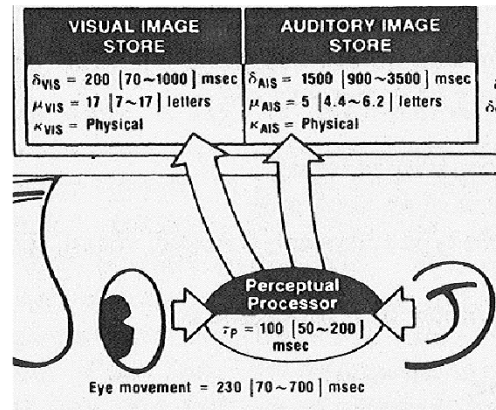 VISUAL IMAGE
STORE
AUDITORY IMAGE
STORE
δVIS = 200 [70~1000] msec
μVIS = 17 [7~17] letters
κVIS = Physical
δAIS = 1500 [900~3500] msec
μAIS = 5 [4.4~6.2] letters
κAIS = Physical
Perceptual
Processor
τP = 100 [50~200]
msec
Eye movement = 230 [70~700] msec